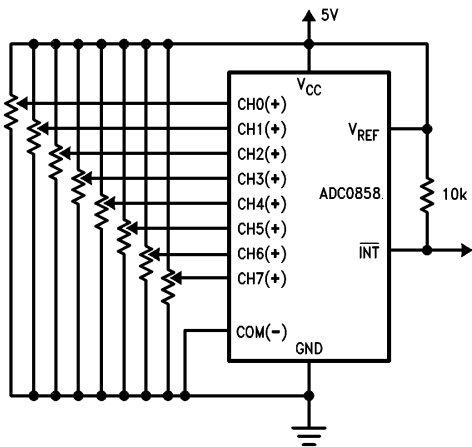 5V
VCC
CH0(+)
CH1(+)
VREF
CH2(+)
CH3(+)
ADC0858.
10k
CH4(+)
CH5(+)
INT
CH6(+)
CH7(+)
COM(−)
GND